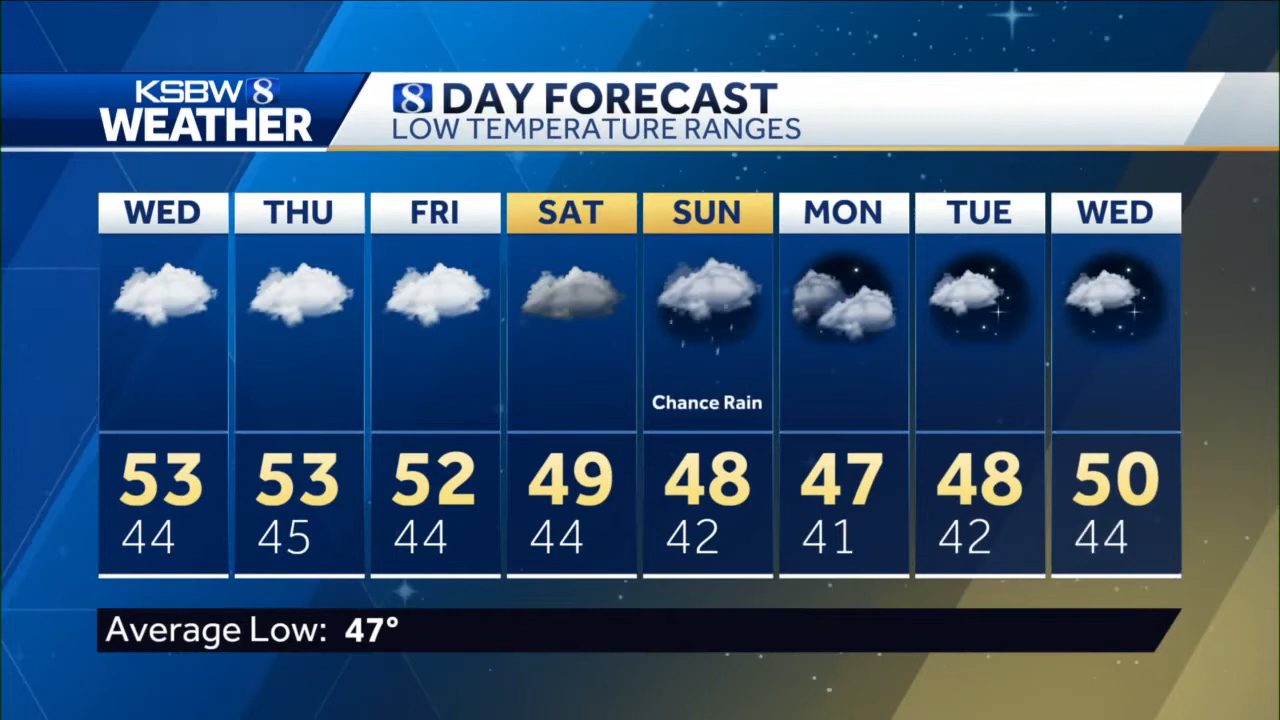 KSBW 8
WEATHER
8 DAY FORECAST
LOW TEMPERATURE RANGES
WED THU FRI SAT SUN MON TUE WED
Chance Rain
53 53 52 49 48 47 48 50
44 45 44 44 42 41 42 44
Average Low: 47°